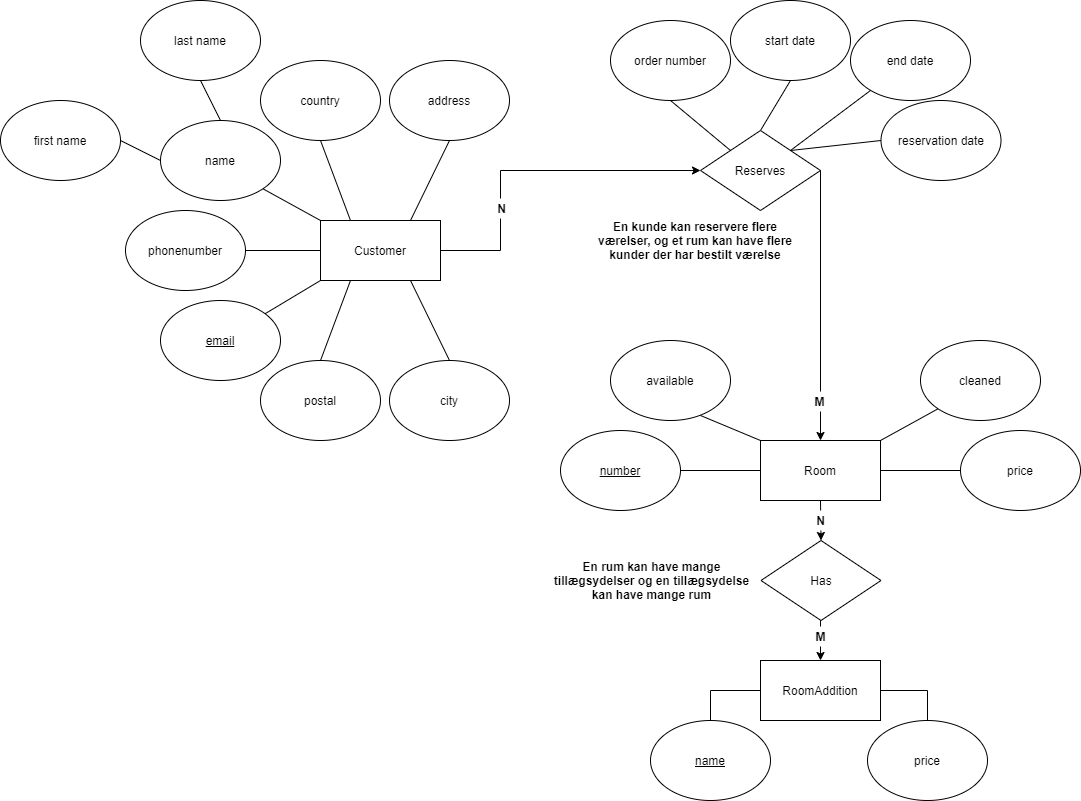 last name
start date
order number
end date
country
address
first name
reservation date
name
Reserves
N
En kunde kan reservere flere
værelser, og et rum kan have flere
kunder der har bestilt værelse
phonenumber
Customer
email
available
cleaned
postal
city
M
number
Room
price
N
En rum kan have mange
tillægsydelser og en tillægsydelse
kan have mange rum
Has
M
RoomAddition
name
price